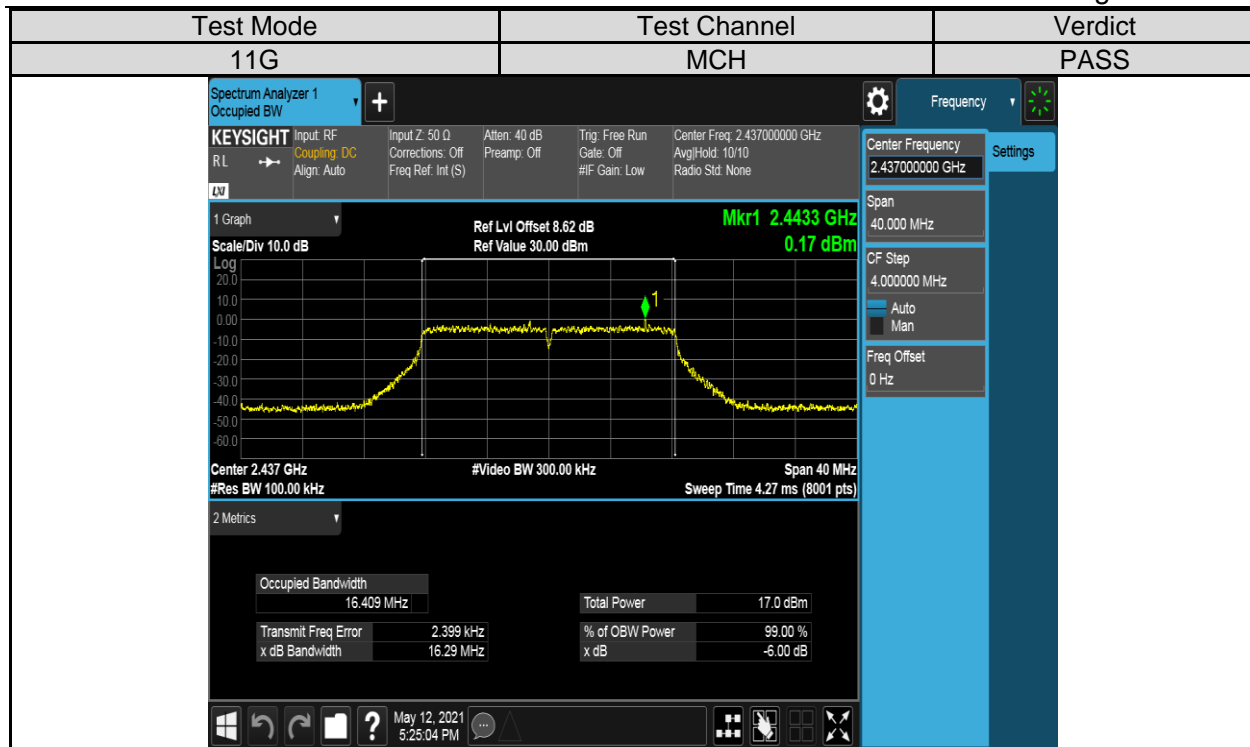 Test Mode Test Channel Verdict
11G MCH PASS
Spectrum Analyzer 1
Occupied BW
+
Frequency
KEYSIGHT Input: RF Input Z: 50 Ω Atten: 40 dB Trig: Free Run Center Freq: 2.437000000 GHz
RL Coupling: DC Corrections: Off Preamp: Off Gate: Off Avg|Hold: 10/10
Align: Auto Freq Ref: Int (S) #IF Gain: Low Radio Std: None
LXI
Center Frequency
2.437000000 GHz
Settings
Span
40.000 MHz
CF Step
4.000000 MHz
Auto
Man
Freq Offset
0 Hz
1 Graph Ref Lvl Offset 8.62 dB Mkr1 2.4433 GHz
Scale/Div 10.0 dB Ref Value 30.00 dBm 0.17 dBm
Log
20.0
10.0
1
0.00
-10.0
-20.0
-30.0
-40.0
-50.0
-60.0
Center 2.437 GHz #Video BW 300.00 kHz Span 40 MHz
#Res BW 100.00 kHz Sweep Time 4.27 ms (8001 pts)
2 Metrics
Occupied Bandwidth
16.409 MHz Total Power 17.0 dBm
Transmit Freq Error 2.399 kHz % of OBW Power 99.00 %
x dB Bandwidth 16.29 MHz x dB -6.00 dB
? May 12, 2021
5:25:04 PM